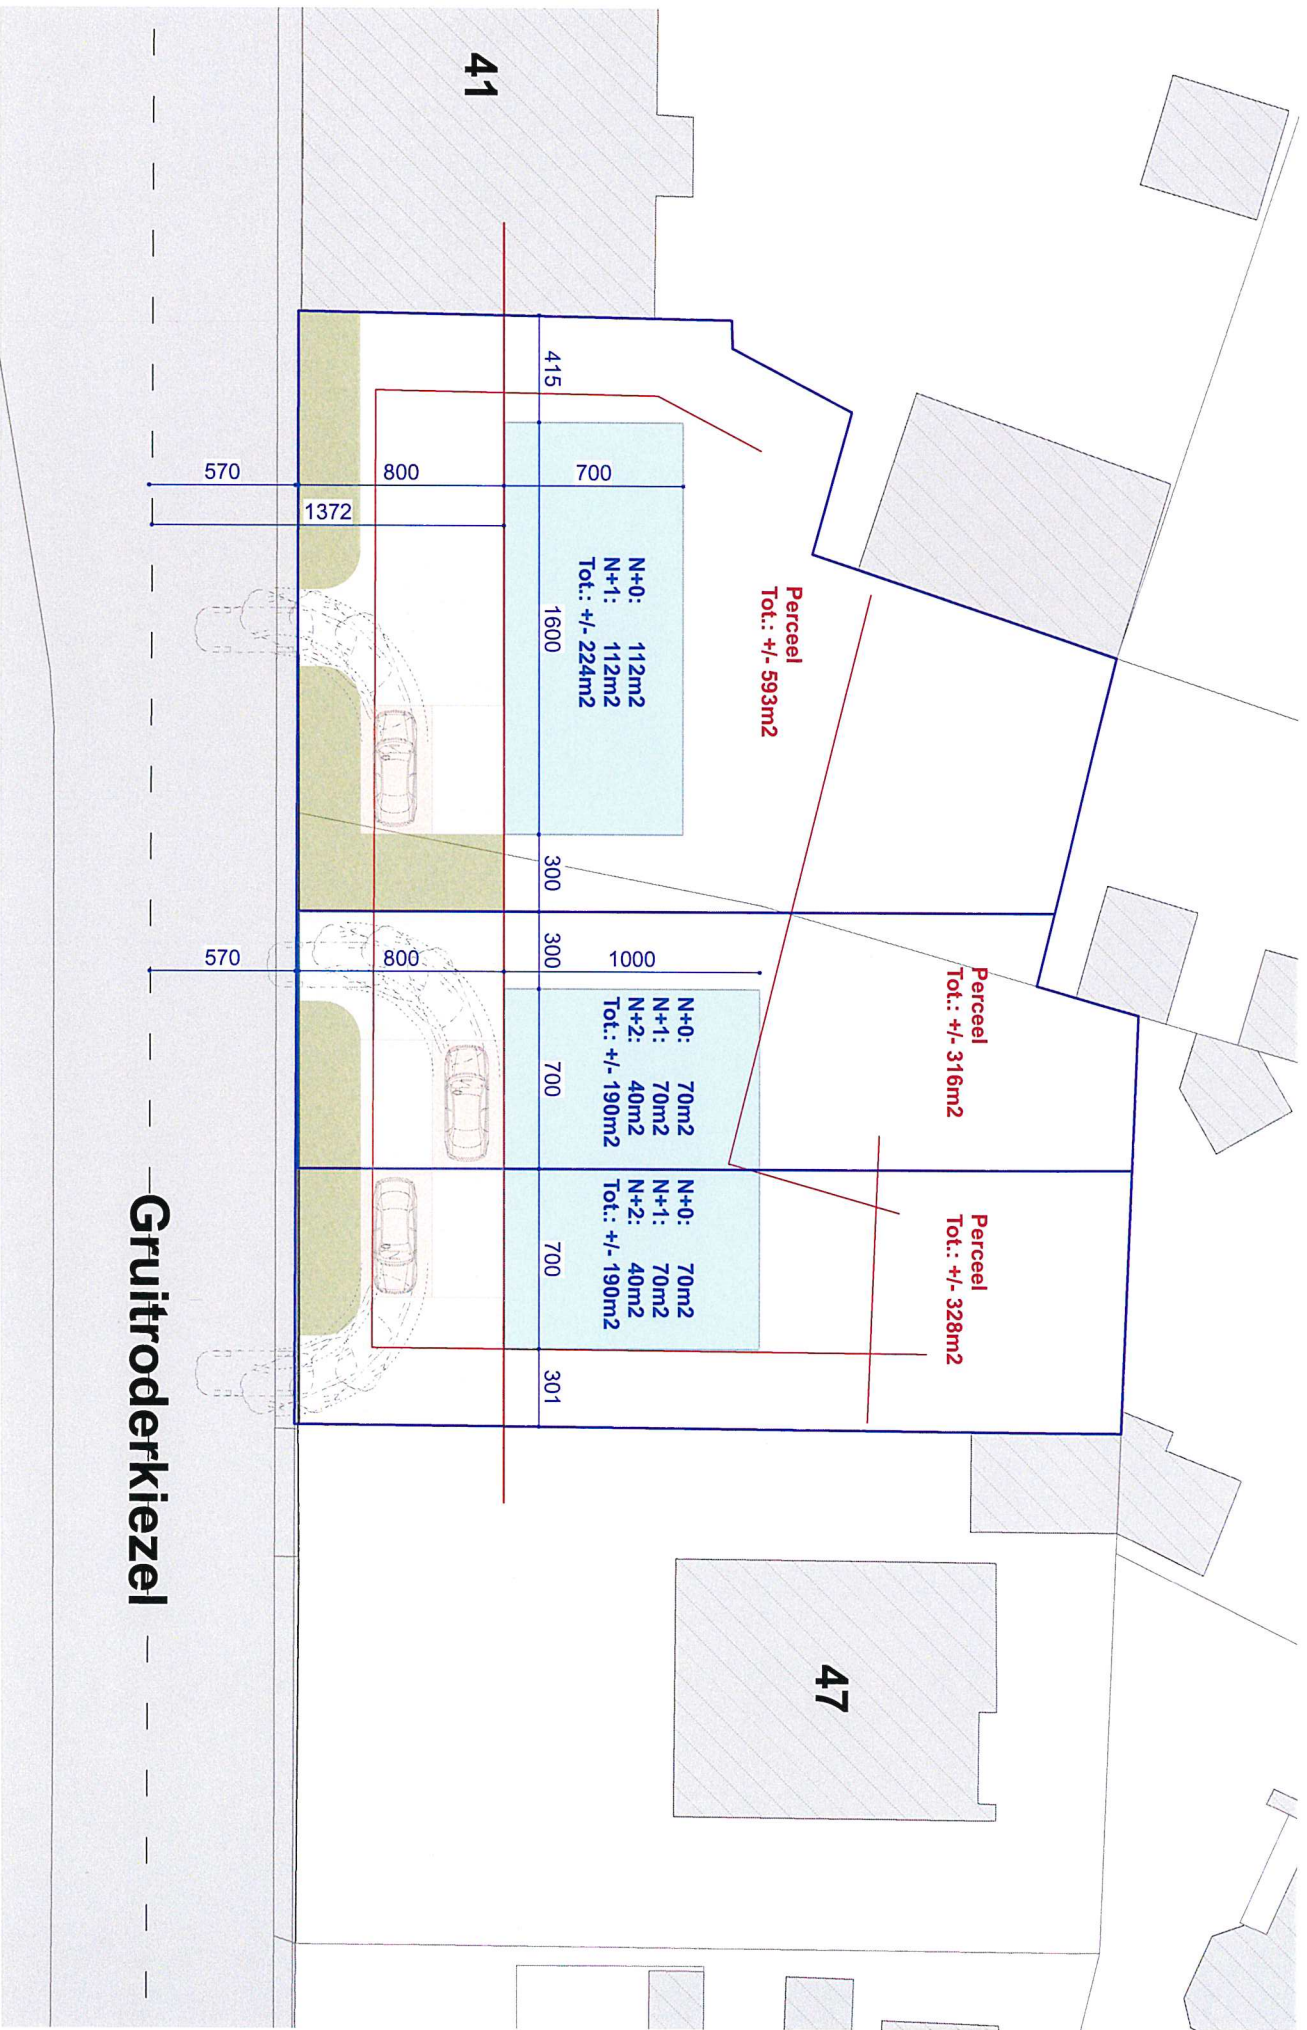 41
415
570
800
700
1372
N+0: 112m2
N+1: 112m2
Tot.: +/- 224m2
1600
Perceel
Tot.: +/- 593m2
300
300
570
800
1000
N+0: 70m2
N+1: 70m2
N+2: 40m2
Tot.: +/- 190m2
700
Perceel
Tot.: +/- 316m2
N+0: 70m2
N+1: 70m2
N+2: 40m2
Tot.: +/- 190m2
700
Perceel
Tot.: +/- 328m2
301
Gruitroderkiezel
47